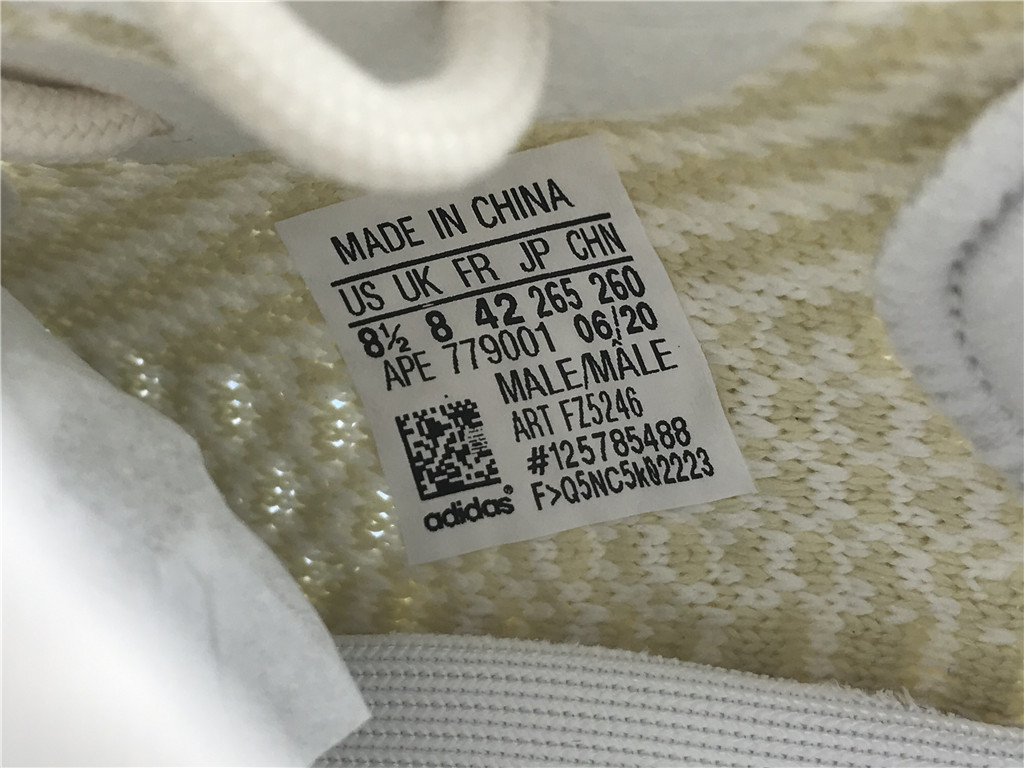 MADE IN CHINA
US UK FR JP CHN
8½ 8 42 265 260
APE 779001 06/20
MALE/MÂLE
ART FZ5246
#125785488
F>Q5NC5k02223
adidas®